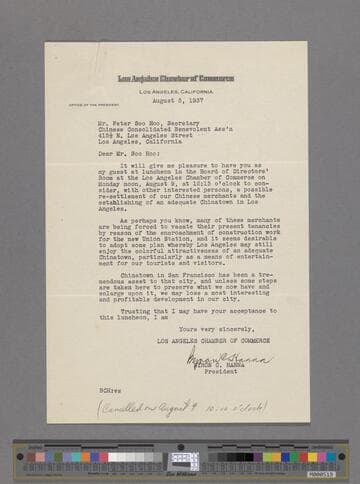 Los Angeles Chamber of Commerce
LOS ANGELES, CALIFORNIA
OFFICE OF THE PRESIDENT
August 5, 1937
Mr. Peter Soo Hoo, Secretary
Chinese Consolidated Benevolent Ass'n
415½ N. Los Angeles Street
Los Angeles, California
Dear Mr. Soo Hoo:
It will give me pleasure to have you as
my guest at luncheon in the Board of Directors'
Room at the Los Angeles Chamber of Commerce on
Monday noon, August 9, at 12:15 o'clock to con-
sider, with other interested persons, a possible
re-settlement of our Chinese merchants and the
establishing of an adequate Chinatown in Los
Angeles.
As perhaps you know, many of these merchants
are being forced to vacate their present tenancies
by reason of the encroachment of construction work
for the new Union Station, and it seems desirable
to adopt some plan whereby Los Angeles may still
enjoy the colorful attractiveness of an adequate
Chinatown, particularly as a means of entertain-
ment for our tourists and visitors.
Chinatown in San Francisco has been a tre-
mendous asset to that city, and unless some steps
are taken here to preserve what we now have and
enlarge upon it, we may lose a most interesting
and profitable development in our city.
Trusting that I may have your acceptance to
this luncheon, I am
Yours very sincerely,
LOS ANGELES CHAMBER OF COMMERCE
Byron C. Hanna
BYRON C. HANNA
President
BCH:
(Cancelled on August 9 10:10 o'clock)